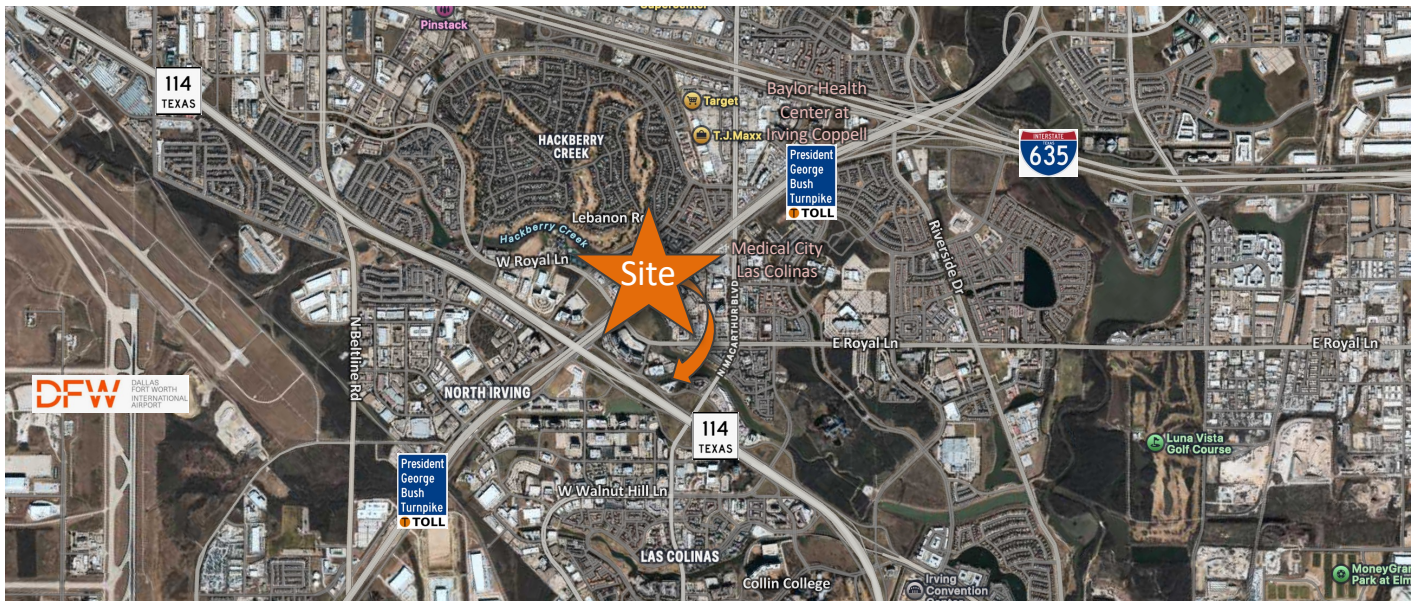 Supercenter
Pinstack
114
TEXAS
Target
T.J.Maxx
Baylor Health
Center at
Irving Coppell
HACKBERRY
CREEK
INTERSTATE
TEXAS
635
President
George
Bush
Turnpike
T TOLL
Lebanon Rd
Hackberry Creek
W Royal Ln
Site
Medical City
Las Colinas
Riverside Dr
N MACARTHUR BLVD
N Beltline Rd
E Royal Ln
E Royal Ln
DFW
DALLAS
FORT WORTH
INTERNATIONAL
AIRPORT
NORTH IRVING
114
TEXAS
Luna Vista
Golf Course
President
George
Bush
Turnpike
T TOLL
W Walnut Hill Ln
LAS COLINAS
Collin College
Irving
Convention
MoneyGra
Park at Elm